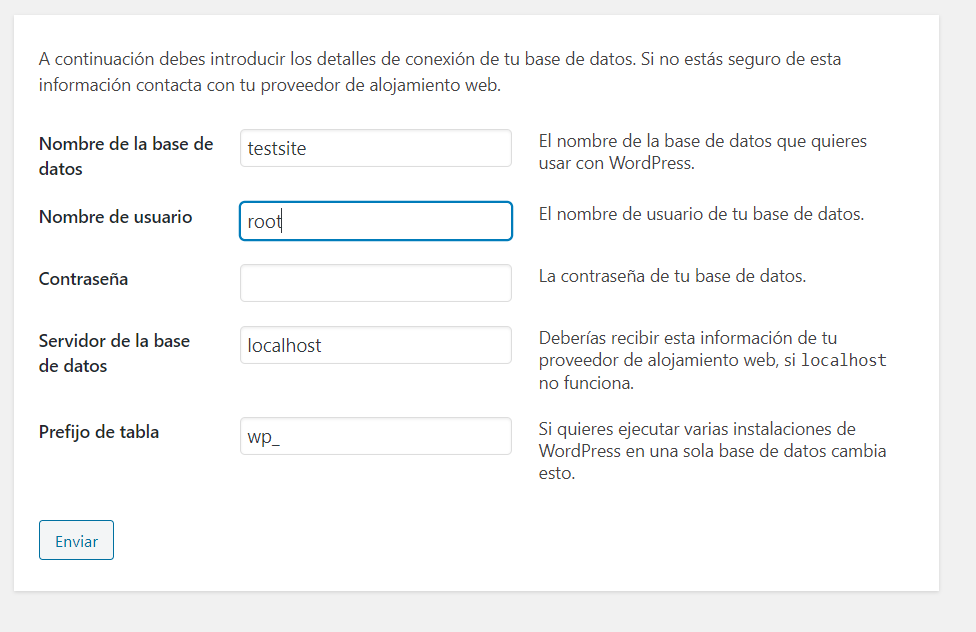 A continuación debes introducir los detalles de conexión de tu base de datos. Si no estás seguro de esta
información contacta con tu proveedor de alojamiento web.
Nombre de la base de
datos
testsite
El nombre de la base de datos que quieres
usar con WordPress.
Nombre de usuario
root
El nombre de usuario de tu base de datos.
Contraseña
La contraseña de tu base de datos.
Servidor de la base
de datos
localhost
Deberías recibir esta información de tu
proveedor de alojamiento web, si localhost
no funciona.
Prefijo de tabla
wp_
Si quieres ejecutar varias instalaciones de
WordPress en una sola base de datos cambia
esto.
Enviar